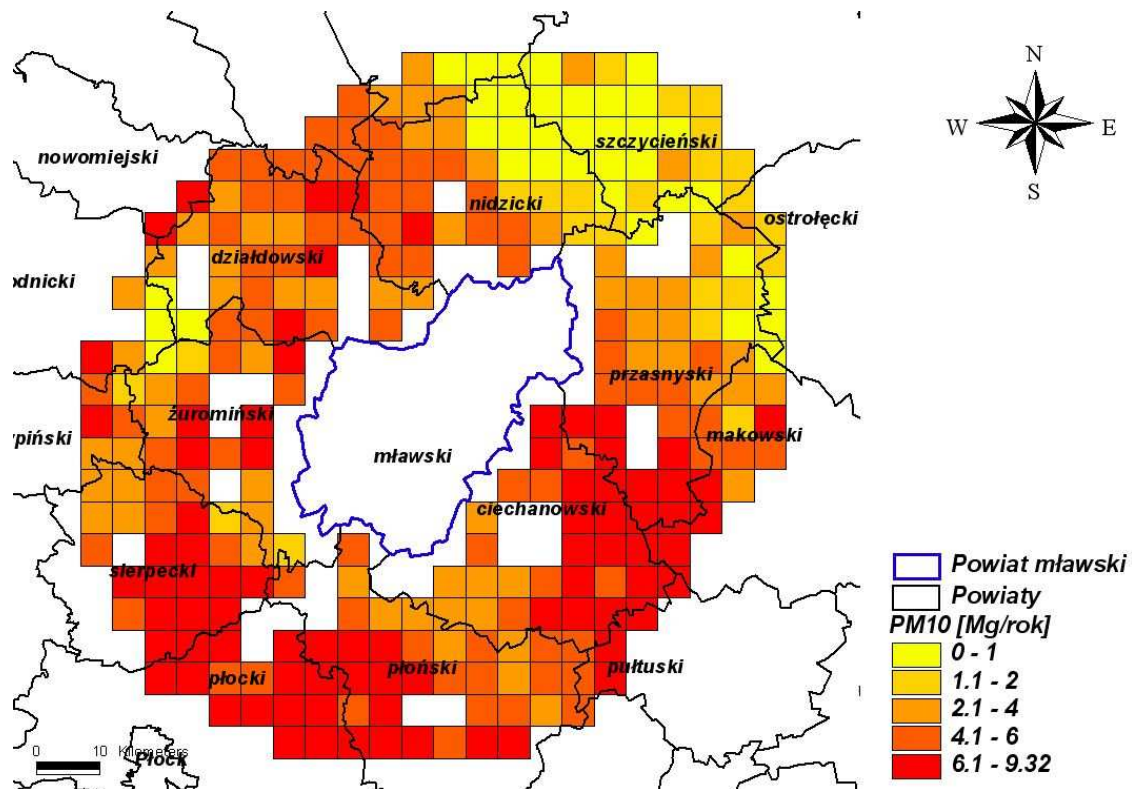 N
W E
S
szczycieński
nowomiejski
nidzicki
ostrołęcki
działdowski
odnicki
przasnyski
żuromiński
makowski
ypiński
mławski
ciechanowski
sierpecki
płocki
płoński
pułtuski
0 10 Kilometers
Płock
Powiat mławski
Powiaty
PM10 [Mg/rok]
0 - 1
1.1 - 2
2.1 - 4
4.1 - 6
6.1 - 9.32